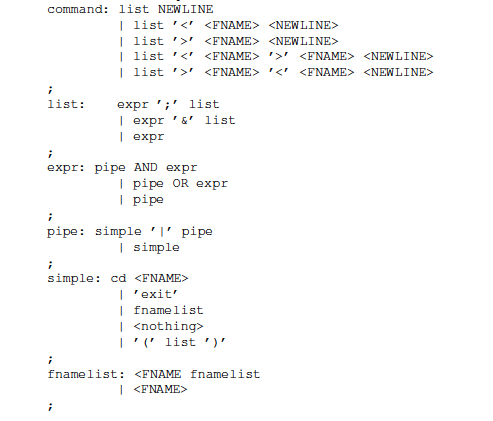 command: list NEWLINE
| list ’<’ <FNAME> <NEWLINE>
| list ’>’ <FNAME> <NEWLINE>
| list ’<’ <FNAME> ’>’ <FNAME> <NEWLINE>
| list ’>’ <FNAME> ’<’ <FNAME> <NEWLINE>
;
list: expr ’;’ list
| expr ’&’ list
| expr
;
expr: pipe AND expr
| pipe OR expr
| pipe
;
pipe: simple ’|’ pipe
| simple
;
simple: cd <FNAME>
| ’exit’
| fnamelist
| <nothing>
| ’(’ list ’)’
;
fnamelist: <FNAME fnamelist
| <FNAME>
;